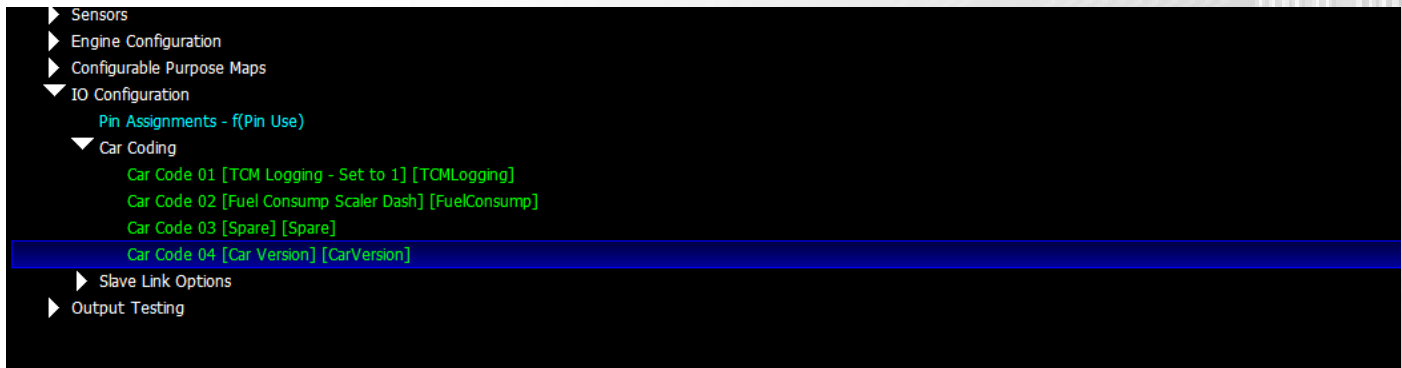 Sensors
Engine Configuration
Configurable Purpose Maps
IO Configuration
Pin Assignments - f(Pin Use)
Car Coding
Car Code 01 [TCM Logging - Set to 1] [TCMLogging]
Car Code 02 [Fuel Consump Scaler Dash] [FuelConsump]
Car Code 03 [Spare] [Spare]
Car Code 04 [Car Version] [CarVersion]
Slave Link Options
Output Testing